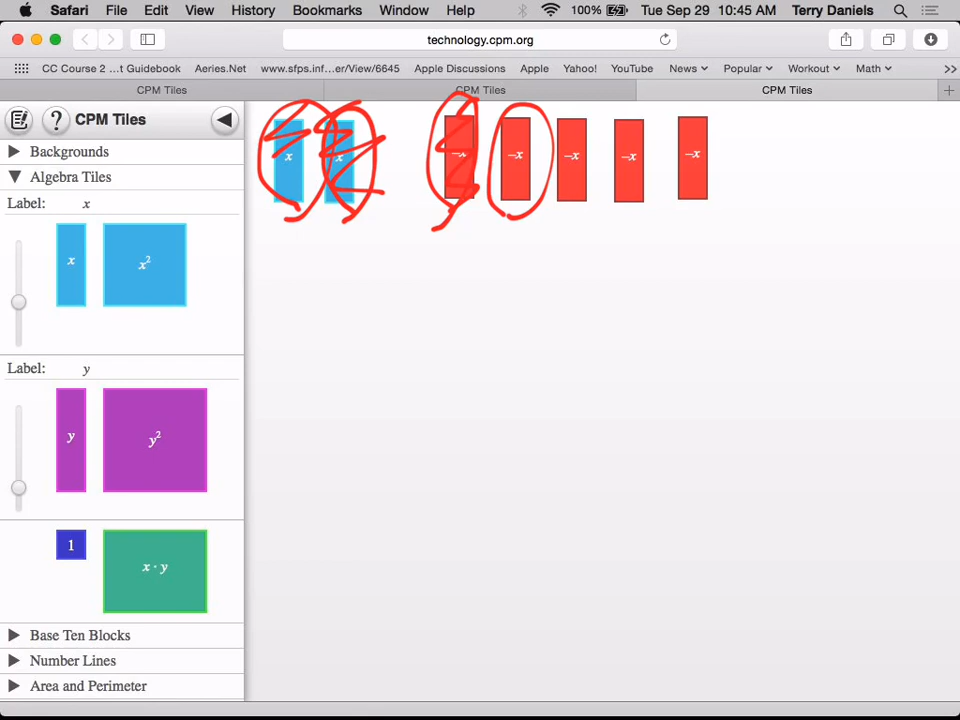 Safari File Edit View History Bookmarks Window Help 100% Tue Sep 29 10:45 AM Terry Daniels
technology.cpm.org
CC Course 2 ...t Guidebook Aeries.Net www.sfps.inf...er/View/6645 Apple Discussions Apple Yahoo! YouTube News Popular Workout Math >>
CPM Tiles CPM Tiles CPM Tiles +
? CPM Tiles
Backgrounds
Algebra Tiles
Label: x
x x²
Label: y
y y²
1 x · y
Base Ten Blocks
Number Lines
Area and Perimeter
x x −x −x −x −x −x